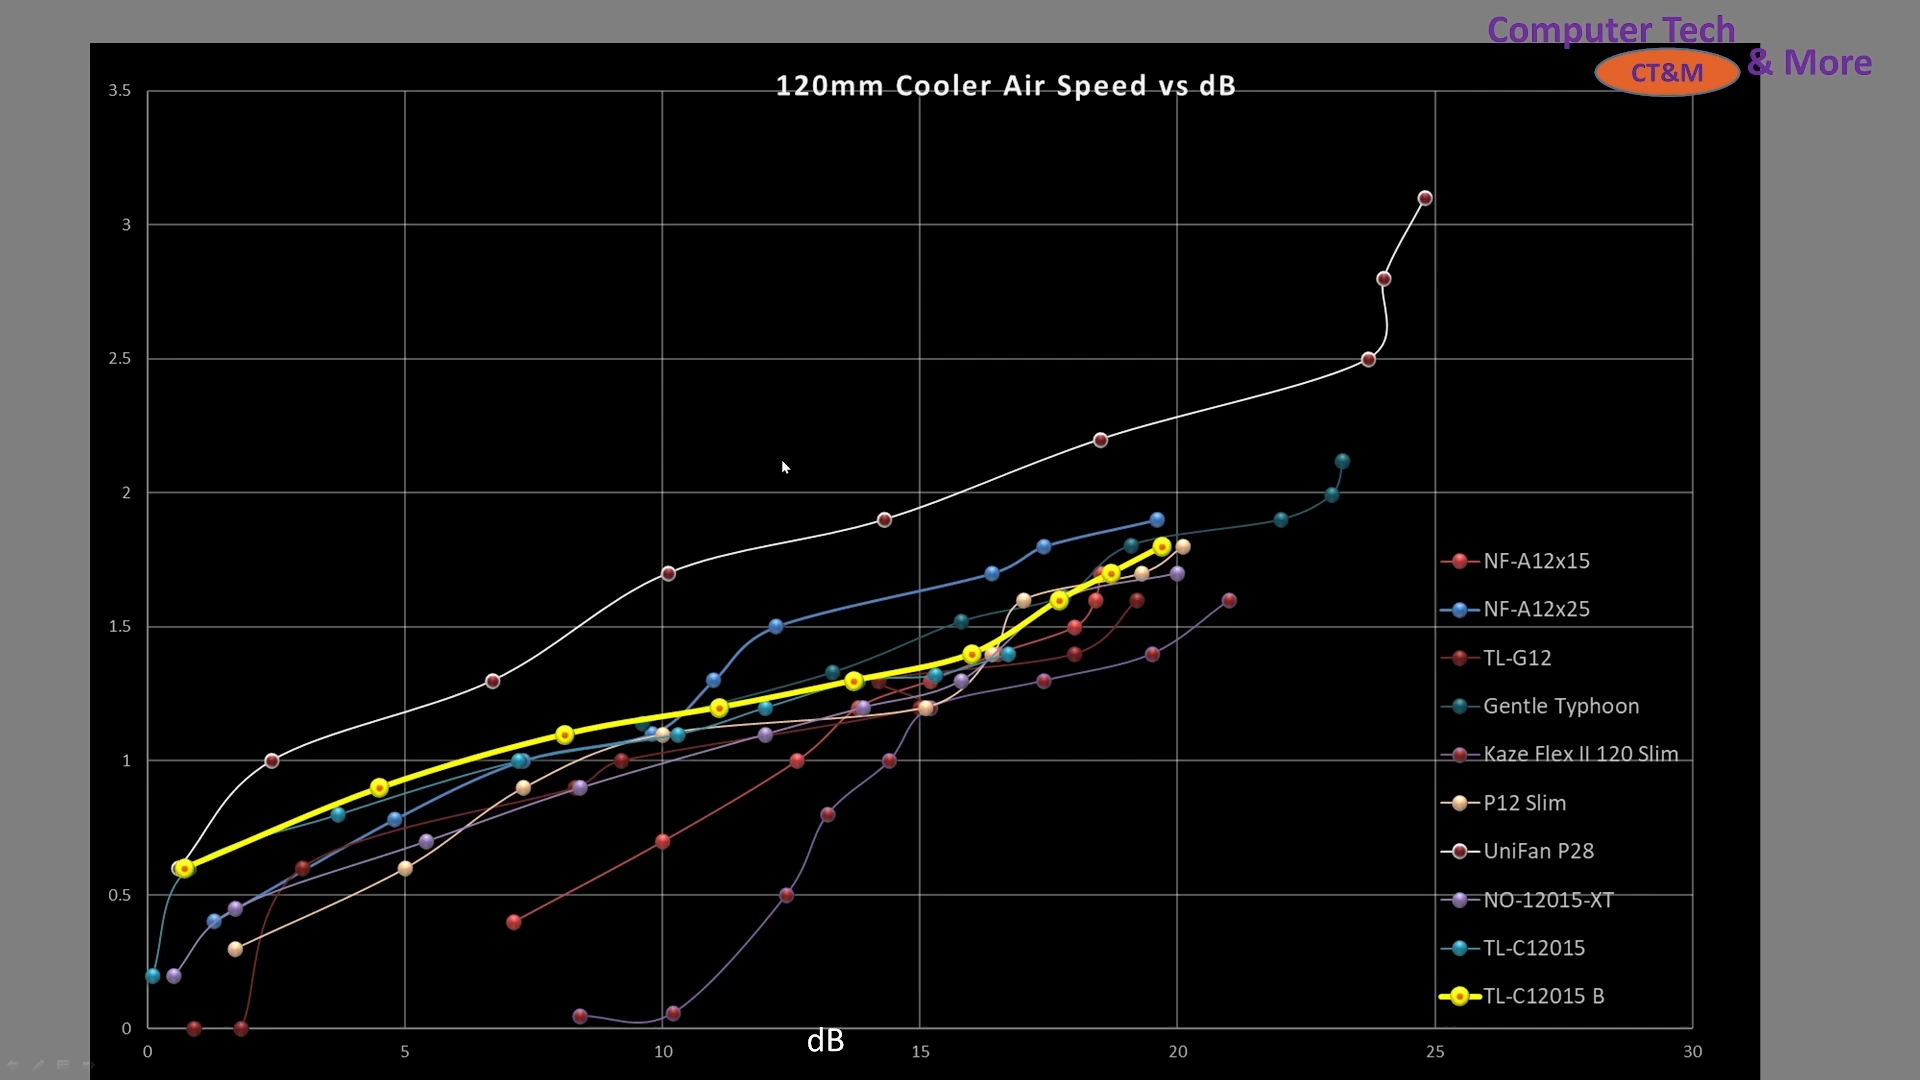 Computer Tech
CT&M
& More
120mm Cooler Air Speed vs dB
3.5
3
2.5
2
1.5
1
0.5
0
0 5 10 15 20 25 30
dB
NF-A12x15
NF-A12x25
TL-G12
Gentle Typhoon
Kaze Flex II 120 Slim
P12 Slim
UniFan P28
NO-12015-XT
TL-C12015
TL-C12015 B